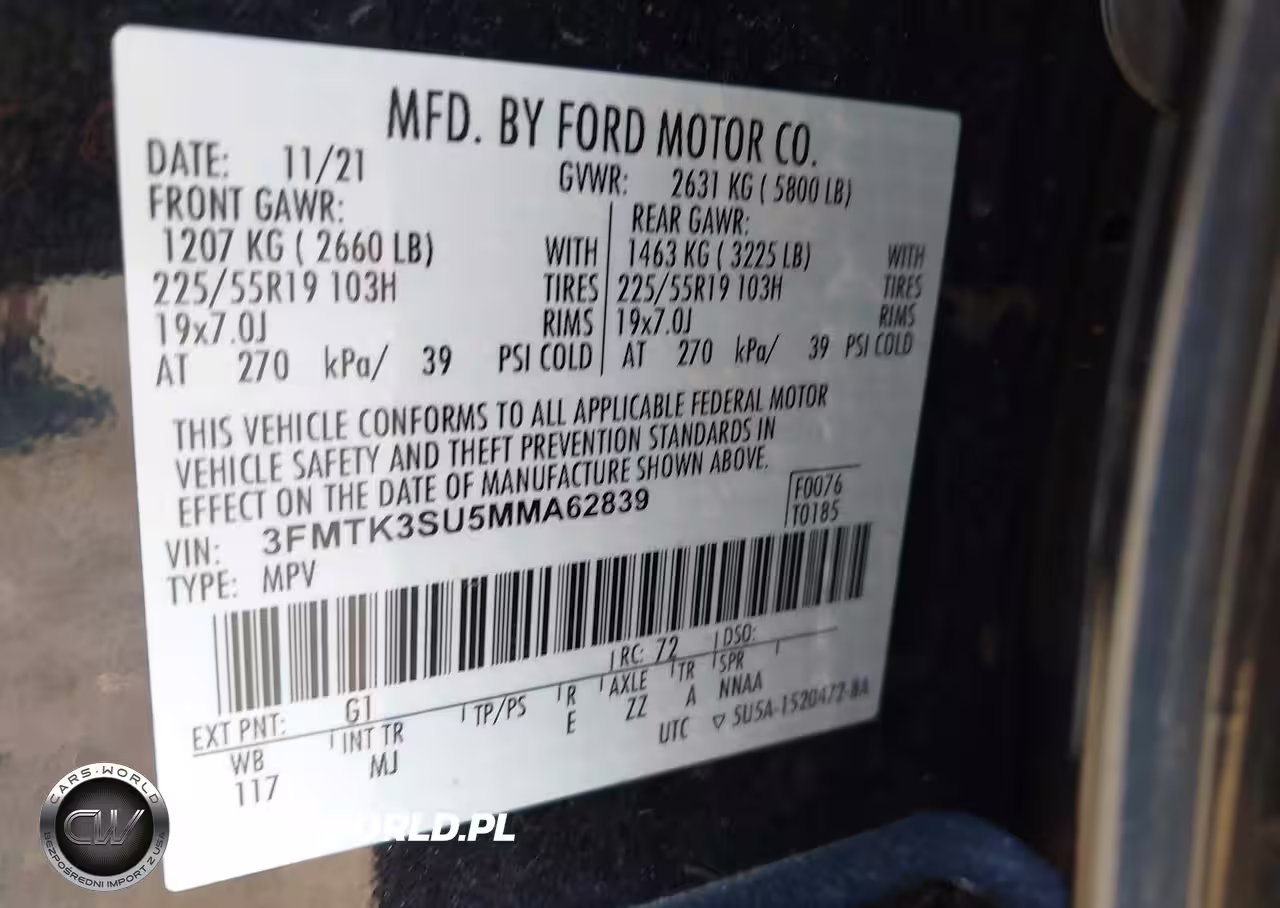 MFD. BY FORD MOTOR CO.
DATE: 11/21 GVWR: 2631 KG ( 5800 LB)
FRONT GAWR: REAR GAWR:
1207 KG ( 2660 LB) WITH 1463 KG ( 3225 LB) WITH
225/55R19 103H TIRES 225/55R19 103H TIRES
19x7.0J RIMS 19x7.0J RIMS
AT 270 kPa/ 39 PSI COLD AT 270 kPa/ 39 PSI COLD
THIS VEHICLE CONFORMS TO ALL APPLICABLE FEDERAL MOTOR
VEHICLE SAFETY AND THEFT PREVENTION STANDARDS IN
EFFECT ON THE DATE OF MANUFACTURE SHOWN ABOVE.
F0076
T0185
VIN: 3FMTK3SU5MMA62839
TYPE: MPV
RC: 72 DSO:
EXT PNT: G1
WB INT TR TP/PS R AXLE TR SPR
117 MJ E ZZ A NNAA
UTC ▽ 5U5A-1520472-BA
CARS-WORLD
CW
BEZPOŚREDNI IMPORT Z USA
ORLD.PL